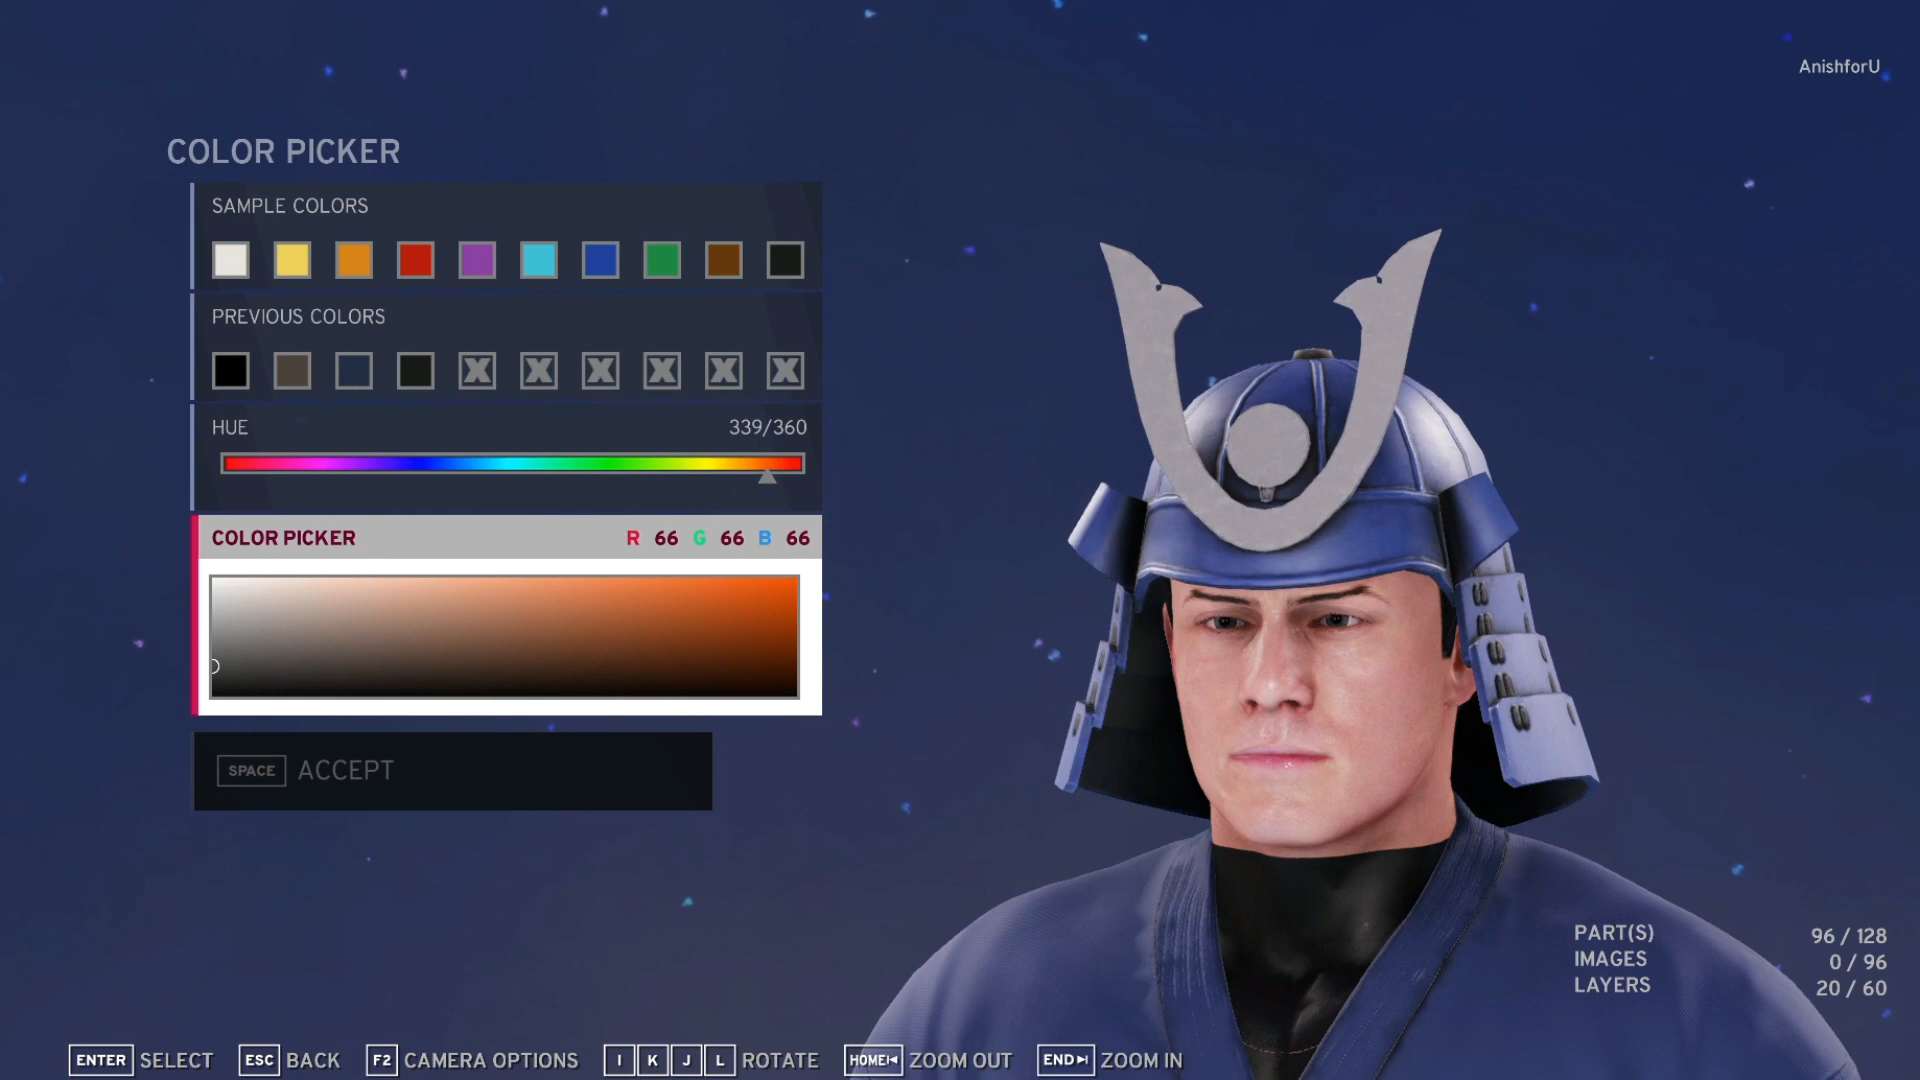 AnishforU
COLOR PICKER
SAMPLE COLORS
PREVIOUS COLORS
X X X X X X
HUE 339/360
COLOR PICKER R 66 G 66 B 66
SPACE ACCEPT
PART(S) 96 / 128
IMAGES 0 / 96
LAYERS 20 / 60
ENTER SELECT ESC BACK F2 CAMERA OPTIONS I K J L ROTATE HOME ZOOM OUT END ZOOM IN